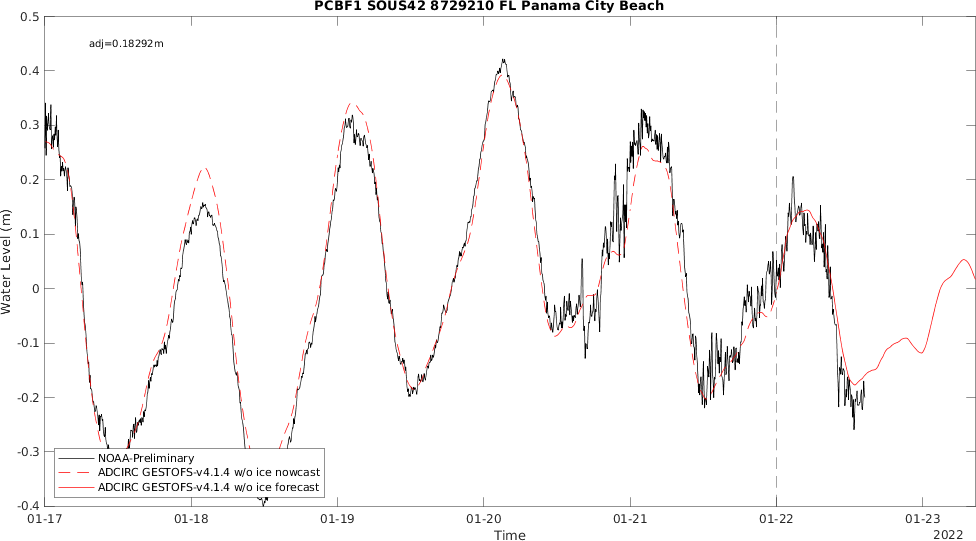 PCBF1 SOUS42 8729210 FL Panama City Beach
adj=0.18292m
0.5
0.4
0.3
0.2
0.1
0
-0.1
-0.2
-0.3
-0.4
Water Level (m)
NOAA-Preliminary
ADCIRC GESTOFS-v4.1.4 w/o ice nowcast
ADCIRC GESTOFS-v4.1.4 w/o ice forecast
01-17 01-18 01-19 01-20 01-21 01-22 01-23
Time
2022